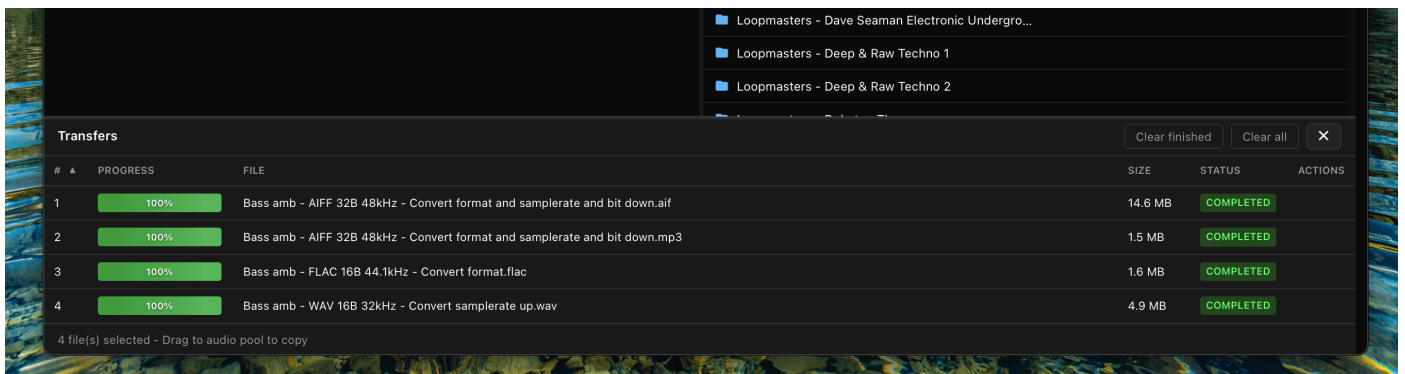 Loopmasters - Dave Seaman Electronic Undergro...
Loopmasters - Deep & Raw Techno 1
Loopmasters - Deep & Raw Techno 2
Transfers
Clear finished
Clear all
✕
# ▲ PROGRESS FILE SIZE STATUS ACTIONS
1 100% Bass amb - AIFF 32B 48kHz - Convert format and samplerate and bit down.aif 14.6 MB COMPLETED
2 100% Bass amb - AIFF 32B 48kHz - Convert format and samplerate and bit down.mp3 1.5 MB COMPLETED
3 100% Bass amb - FLAC 16B 44.1kHz - Convert format.flac 1.6 MB COMPLETED
4 100% Bass amb - WAV 16B 32kHz - Convert samplerate up.wav 4.9 MB COMPLETED
4 file(s) selected - Drag to audio pool to copy